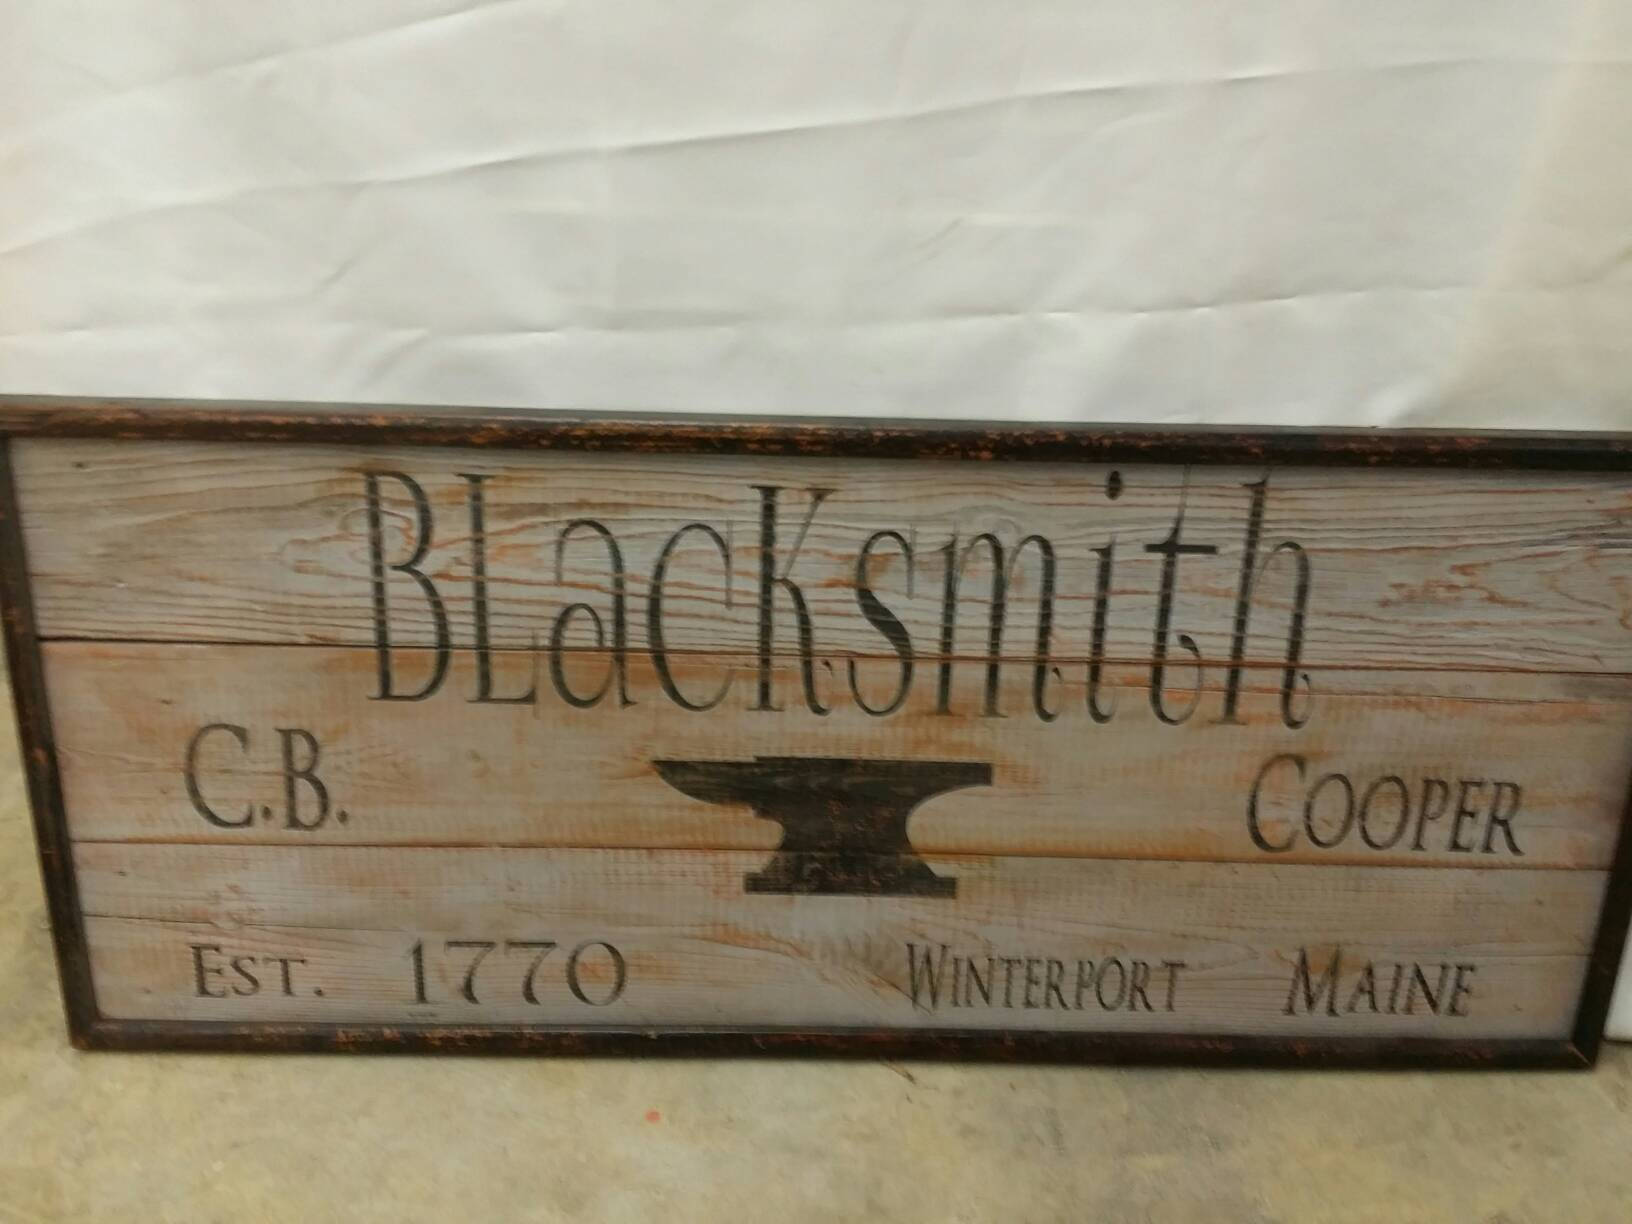 BLacKsmith
C.B. COOPER
EST. 1770 WINTERPORT MAINE